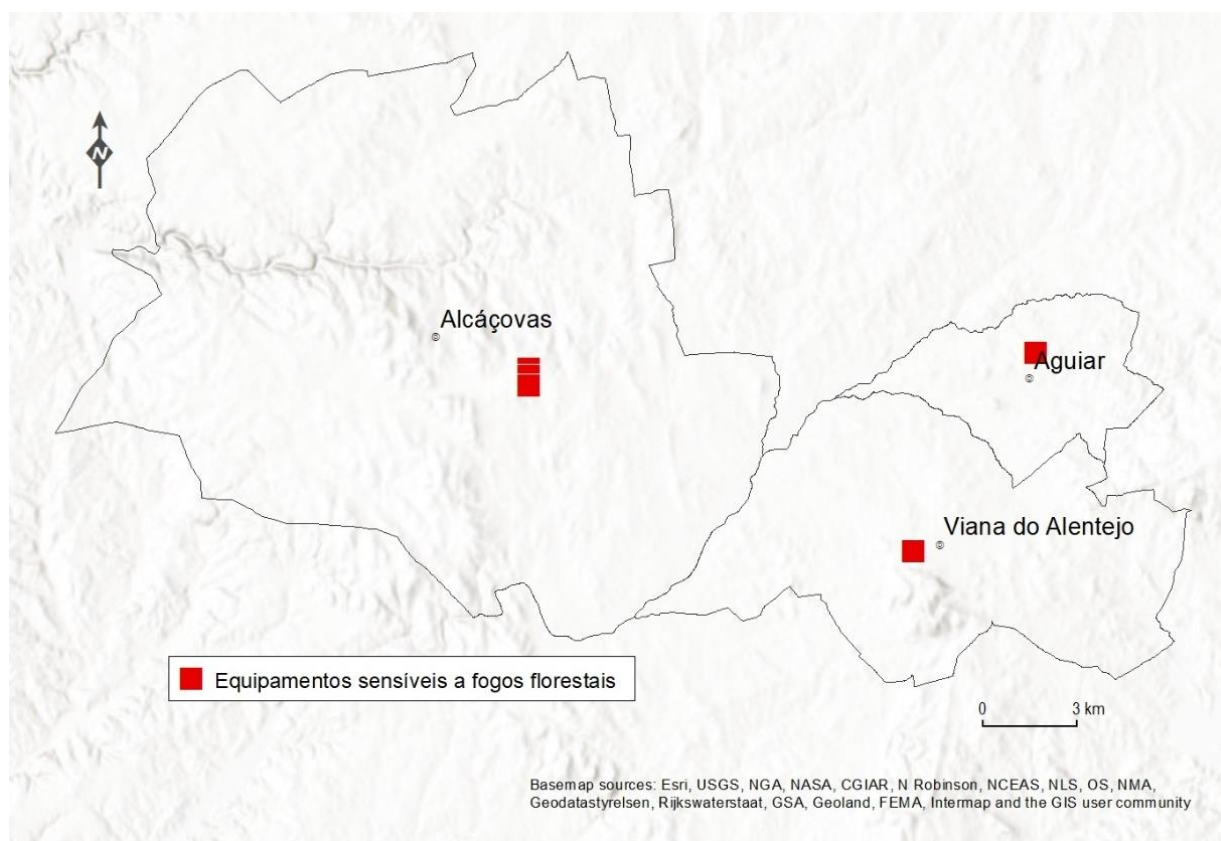 N
Alcáçovas
Aguiar
Viana do Alentejo
Equipamentos sensíveis a fogos florestais
0 3 km
Basemap sources: Esri, USGS, NGA, NASA, CGIAR, N Robinson, NCEAS, NLS, OS, NMA,
Geodatastyrelsen, Rijkswaterstaat, GSA, Geoland, FEMA, Intermap and the GIS user community